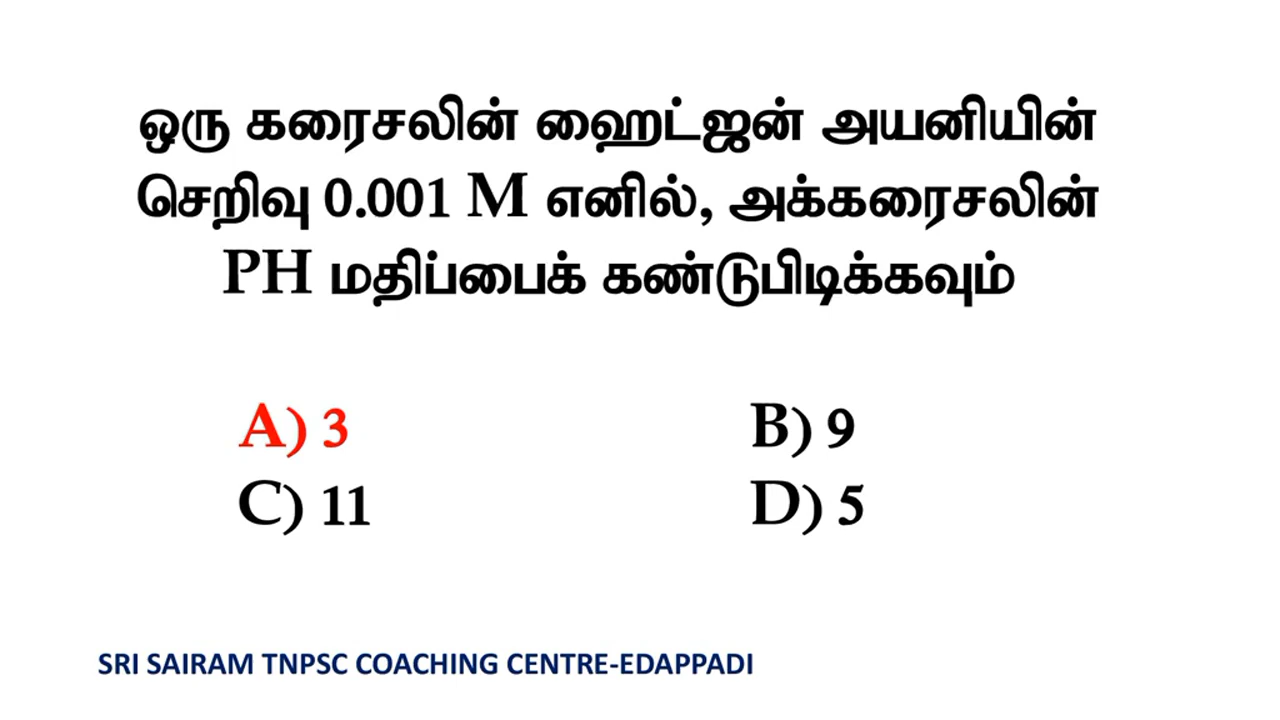 ஒரு கரைசலின் ஹைட்ஜன் அயனியின்
செறிவு 0.001 M எனில், அக்கரைசலின்
PH மதிப்பைக் கண்டுபிடிக்கவும்
A) 3 B) 9
C) 11 D) 5
SRI SAIRAM TNPSC COACHING CENTRE-EDAPPADI